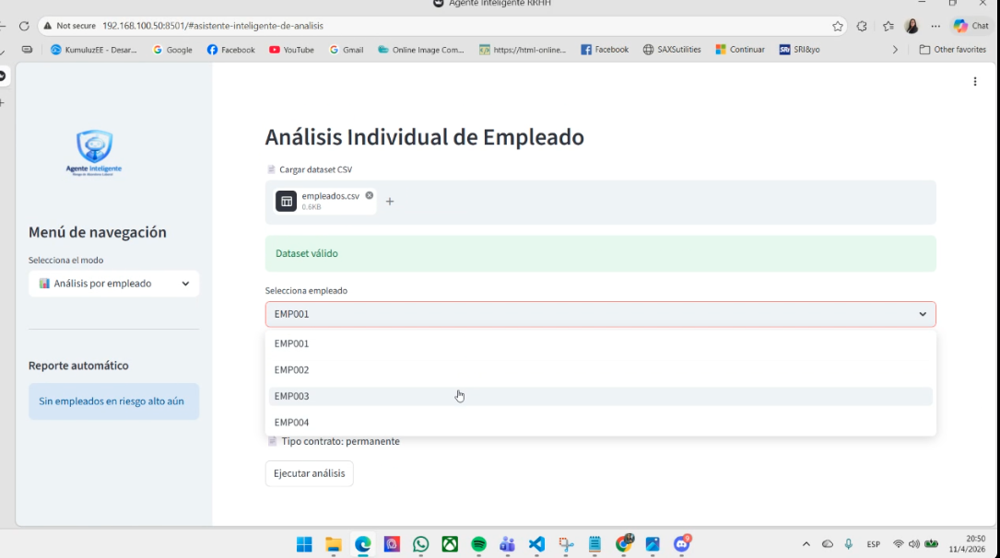 Agente Inteligente RRHH
Not secure 192.168.100.50:8501/#asistente-inteligente-de-analisis
Chat
KumuluzEE - Desar... Google Facebook YouTube Gmail Online Image Com... https://html-online... Facebook SAXSutilities Continuar SRI&yo Other favorites
Agente Inteligente
Menú de navegación
Selecciona el modo
Análisis por empleado
Reporte automático
Sin empleados en riesgo alto aún
Análisis Individual de Empleado
Cargar dataset CSV
empleados.csv
0.6KB
Dataset válido
Selecciona empleado
EMP001
EMP001
EMP002
EMP003
EMP004
Tipo contrato: permanente
Ejecutar análisis
ESP
20:50
11/4/2026